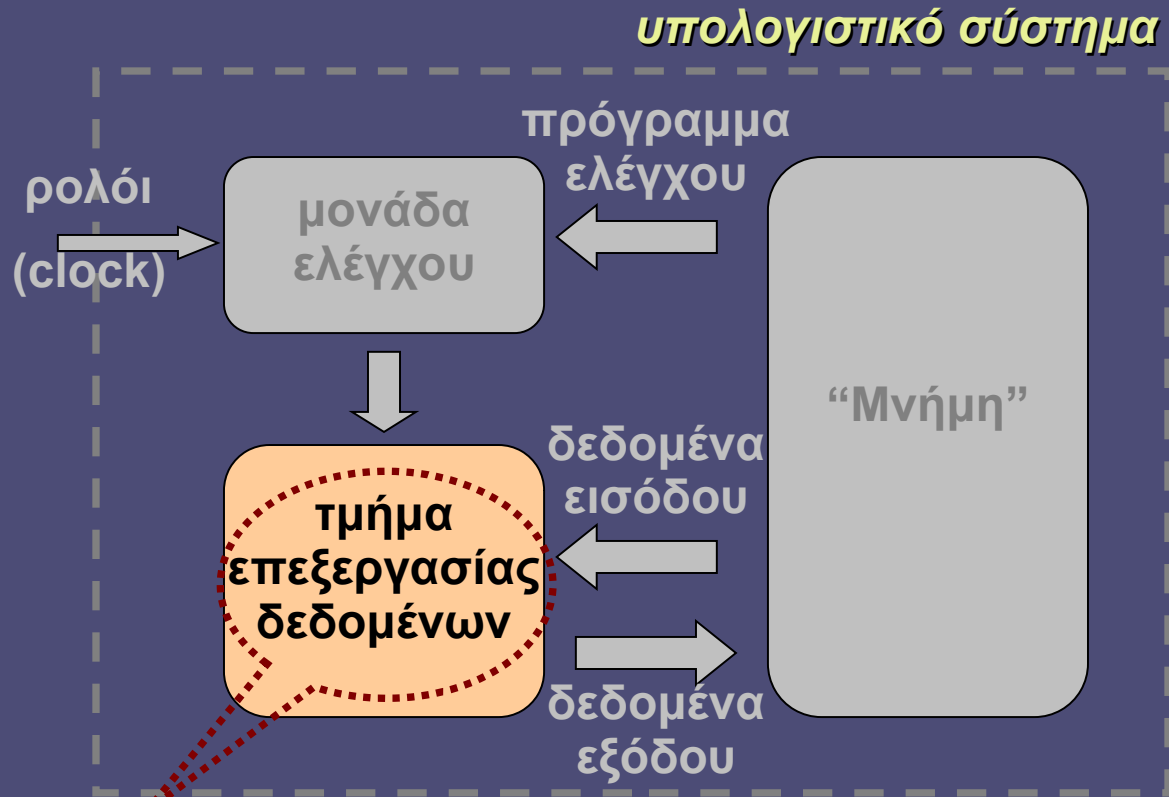 υπολογιστικό σύστημα
πρόγραμμα
ελέγχου
ρολόι
(clock)
μονάδα
ελέγχου
“Μνήμη”
δεδομένα
εισόδου
τμήμα
επεξεργασίας
δεδομένων
δεδομένα
εξόδου